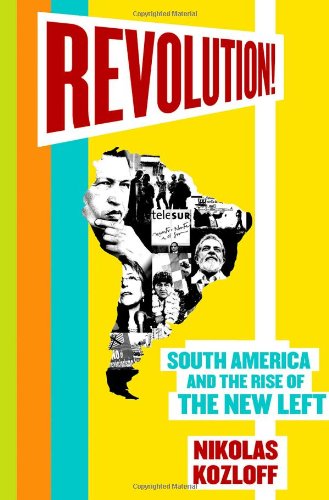 REVOLUTION!
teleSUR
SOUTH AMERICA
AND THE RISE OF
THE NEW LEFT
NIKOLAS
KOZLOFF